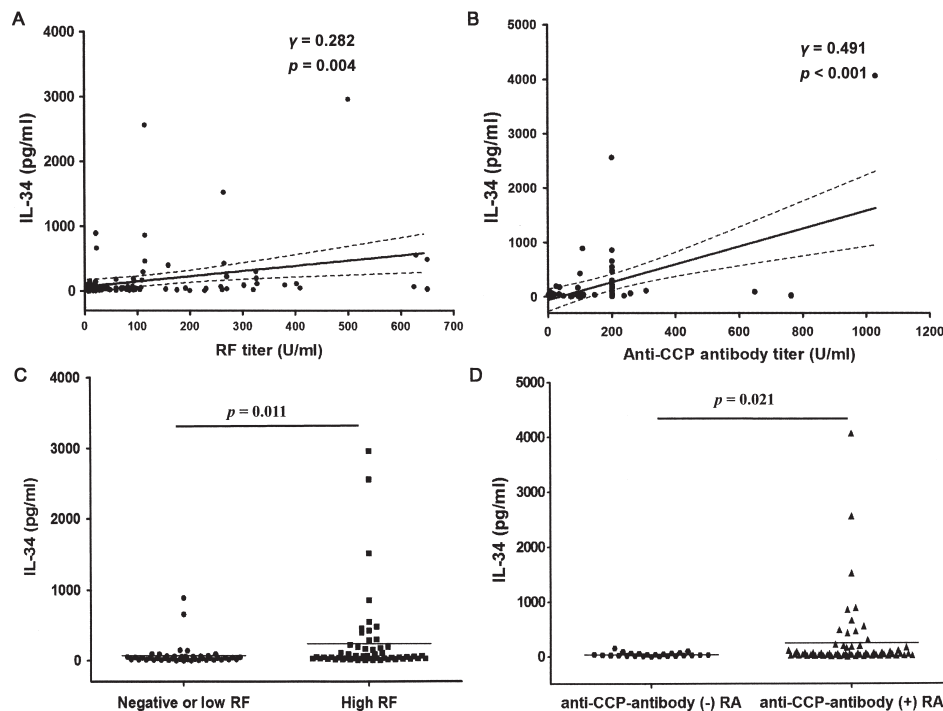 A
4000
3000
2000
1000
0
IL-34 (pg/ml)
γ = 0.282
p = 0.004
0 100 200 300 400 500 600 700
RF titer (U/ml)
B
5000
4000
3000
2000
1000
0
IL-34 (pg/ml)
γ = 0.491
p < 0.001
0 200 400 600 800 1000 1200
Anti-CCP antibody titer (U/ml)
C
4000
3000
2000
1000
0
IL-34 (pg/ml)
p = 0.011
Negative or low RF High RF
D
5000
4000
3000
2000
1000
0
IL-34 (pg/ml)
p = 0.021
anti-CCP-antibody (-) RA anti-CCP-antibody (+) RA